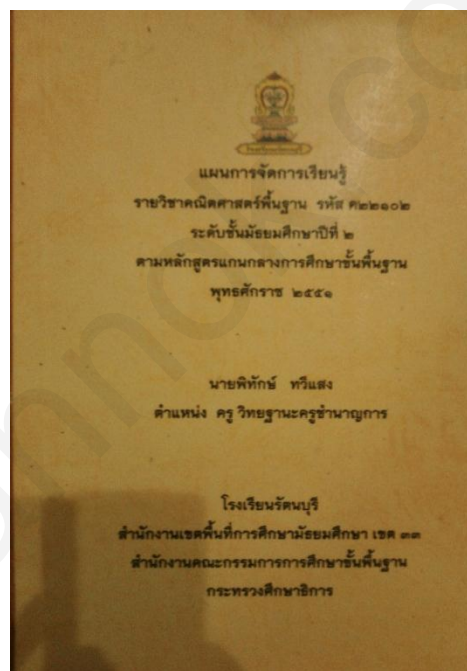 แผนการจัดการเรียนรู้
รายวิชาคณิตศาสตร์พื้นฐาน รหัส ค๒๒๑๐๒
ระดับชั้นมัธยมศึกษาปีที่ ๒
ตามหลักสูตรแกนกลางการศึกษาขั้นพื้นฐาน
พุทธศักราช ๒๕๕๑
นายพิทักษ์ ทวีแสง
ตำแหน่ง ครู วิทยฐานะครูชำนาญการ
โรงเรียนรัตนบุรี
สำนักงานเขตพื้นที่การศึกษามัธยมศึกษา เขต ๓๓
สำนักงานคณะกรรมการการศึกษาขั้นพื้นฐาน
กระทรวงศึกษาธิการ